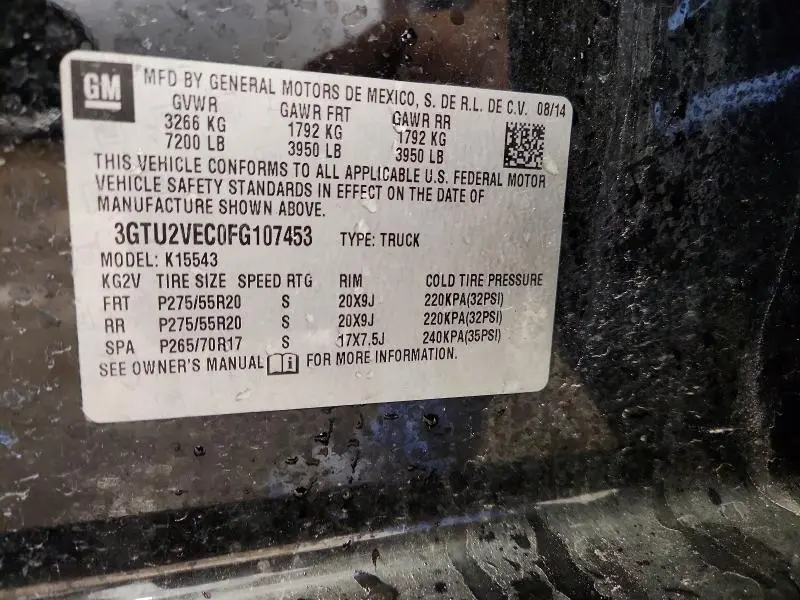 GM
MFD BY GENERAL MOTORS DE MEXICO, S. DE R.L. DE C.V. 08/14
GVWR GAWR FRT GAWR RR
3266 KG 1792 KG 1792 KG
7200 LB 3950 LB 3950 LB
THIS VEHICLE CONFORMS TO ALL APPLICABLE U.S. FEDERAL MOTOR
VEHICLE SAFETY STANDARDS IN EFFECT ON THE DATE OF
MANUFACTURE SHOWN ABOVE.
3GTU2VEC0FG107453 TYPE: TRUCK
MODEL: K15543
KG2V TIRE SIZE SPEED RTG RIM COLD TIRE PRESSURE
FRT P275/55R20 S 20X9J 220KPA(32PSI)
RR P275/55R20 S 20X9J 220KPA(32PSI)
SPA P265/70R17 S 17X7.5J 240KPA(35PSI)
SEE OWNER'S MANUAL i FOR MORE INFORMATION.